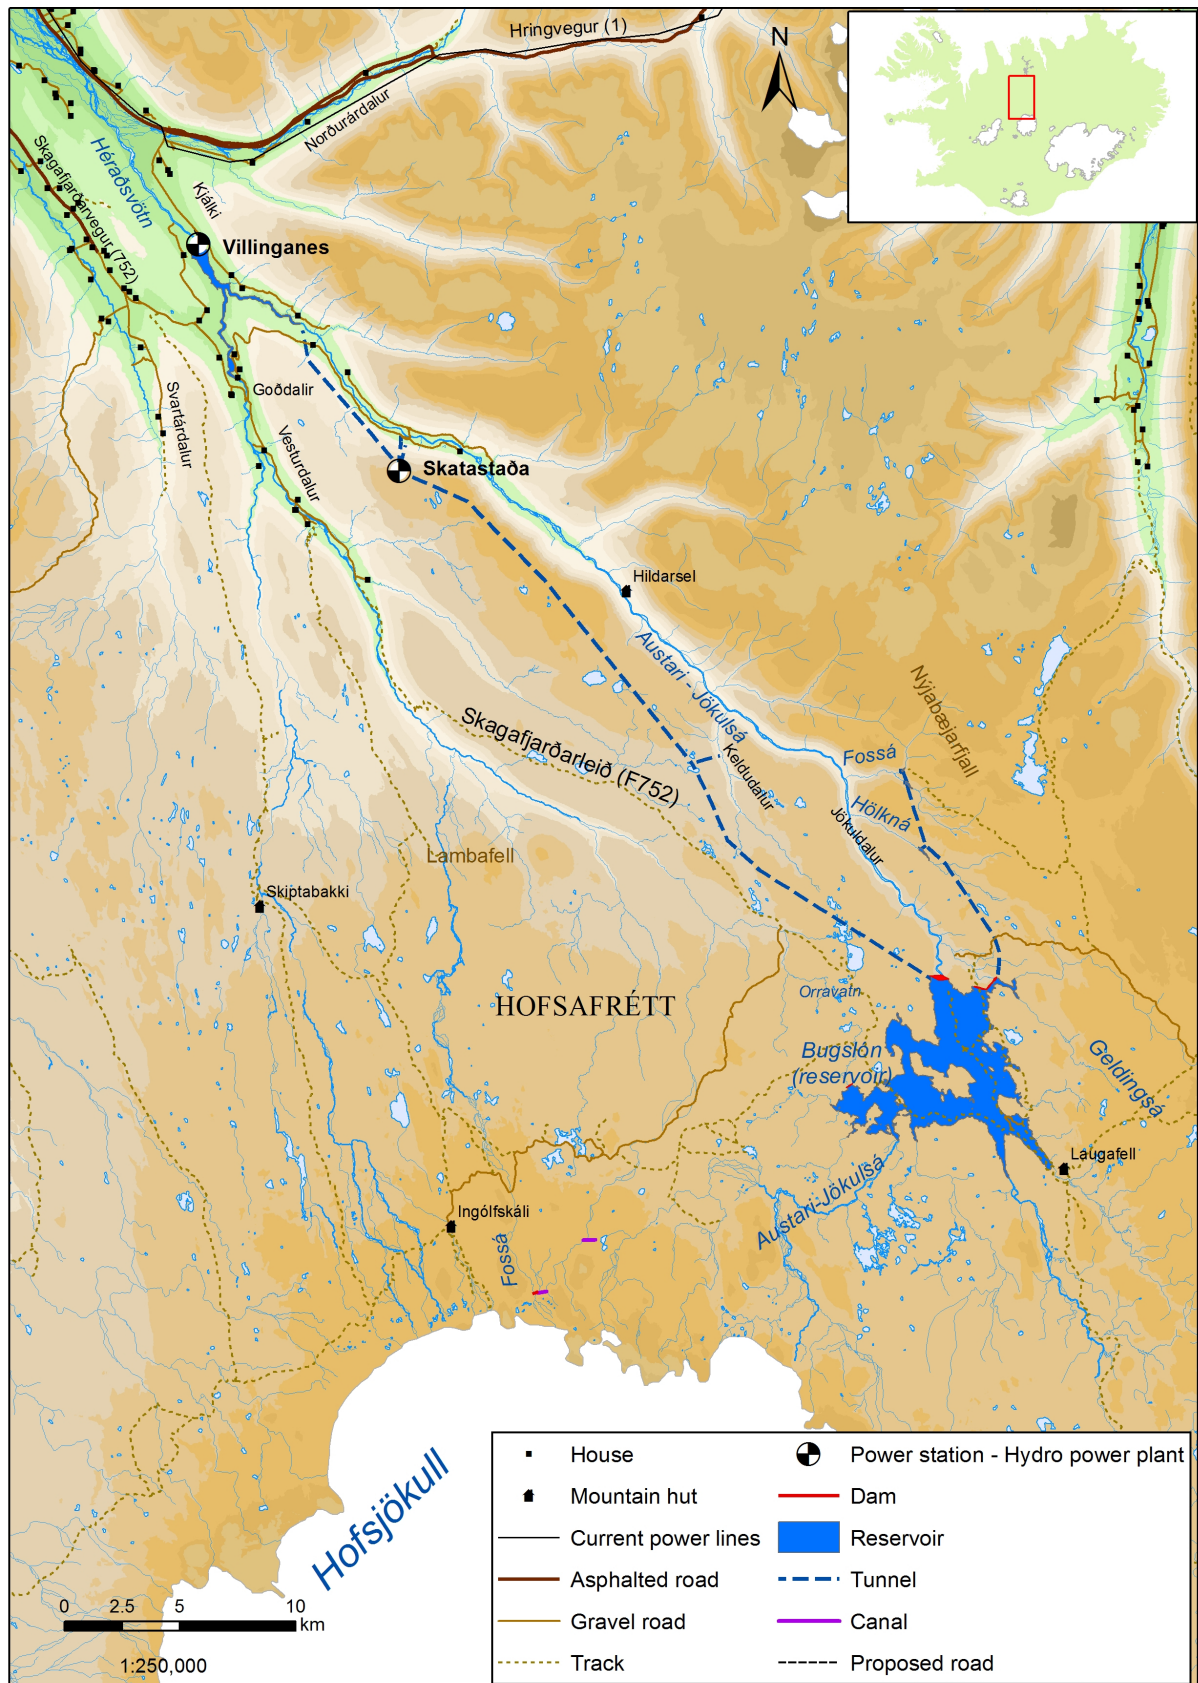 Hringvegur (1)
N
Norðurárdalur
Héraðsvötn
Skagafjarðarvegur (752)
Kjálki
Villinganes
Goðdalir
Svartárdalur
Vesturdalur
Skatastaða
Hildarsel
Austari - Jökulsá
Nýjabæjarfjall
Skagafjarðarleið (F752)
Keldudalur
Fossá
Hölkná
Jökuldalur
Lambafell
Skiptabakki
HOFSAFRÉTT
Orravatn
Bugslón
(reservoir)
Geldingsá
Laugafell
Austari-Jökulsá
Ingólfskáli
Fossá
Hofsjökull
House
Power station - Hydro power plant
Mountain hut
Dam
Current power lines
Reservoir
Asphalted road
Tunnel
Gravel road
Canal
Track
Proposed road
0 2.5 5 10
km
1:250,000